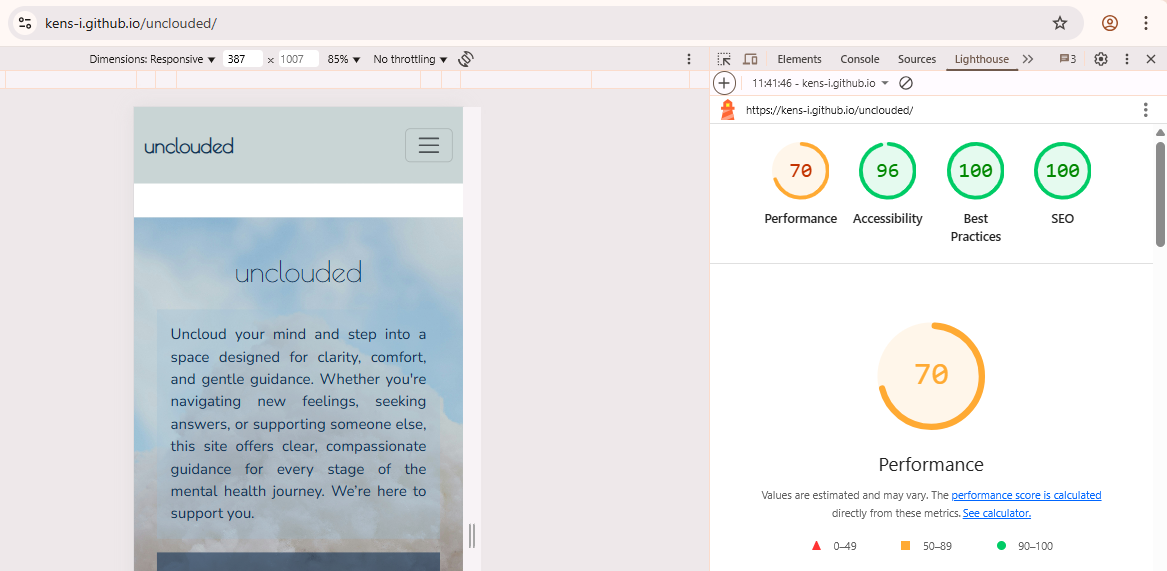 kens-i.github.io/unclouded/
Dimensions: Responsive ▼ 387 x 1007 85% ▼ No throttling ▼
Elements Console Sources Lighthouse 3
11:41:46 - kens-i.github.io
https://kens-i.github.io/unclouded/
unclouded
70 96 100 100
Performance Accessibility Best Practices SEO
unclouded
Uncloud your mind and step into a
space designed for clarity, comfort,
and gentle guidance. Whether you're
navigating new feelings, seeking
answers, or supporting someone else,
this site offers clear, compassionate
guidance for every stage of the
mental health journey. We’re here to
support you.
70
Performance
Values are estimated and may vary. The performance score is calculated
directly from these metrics. See calculator.
0–49 50–89 90–100